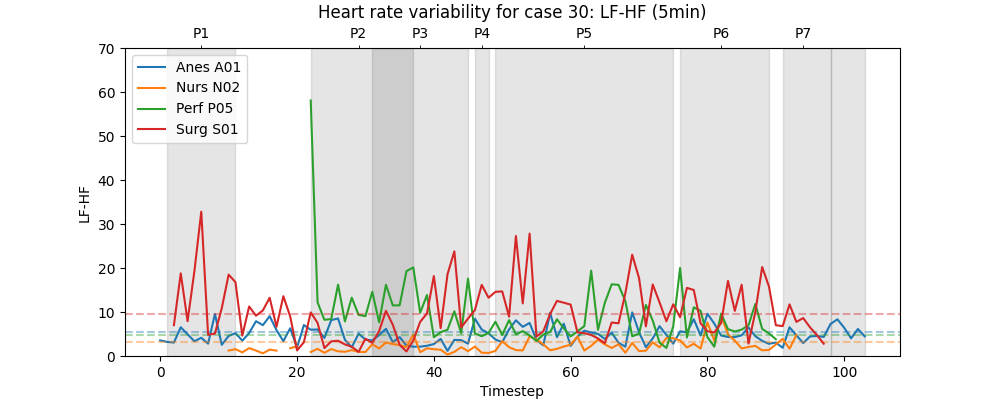 Heart rate variability for case 30: LF-HF (5min)
P1 P2 P3 P4 P5 P6 P7
70
60
50
40
30
20
10
0
LF-HF
Anes A01
Nurs N02
Perf P05
Surg S01
0 20 40 60 80 100
Timestep